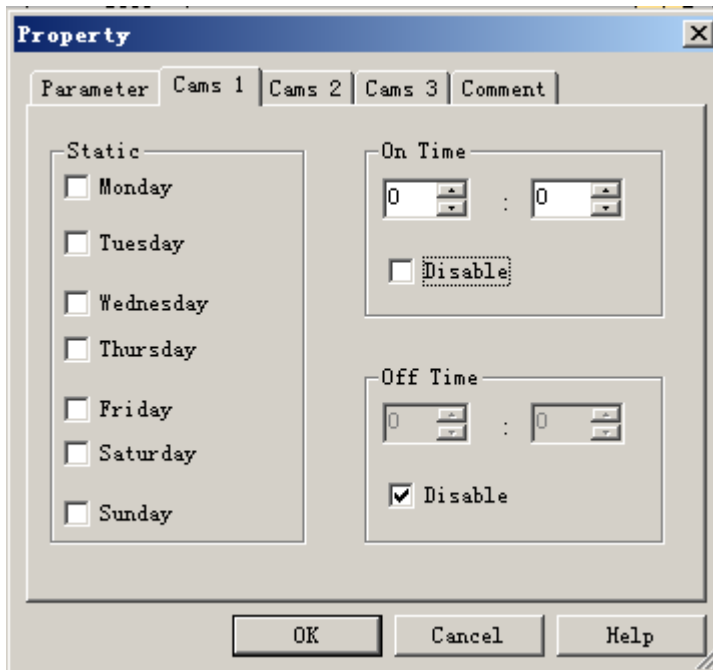 Property
Parameter Cams 1 Cams 2 Cams 3 Comment
Static
Monday
Tuesday
Wednesday
Thursday
Friday
Saturday
Sunday
On Time
0 : 0
Disable
Off Time
0 : 0
Disable
OK Cancel Help